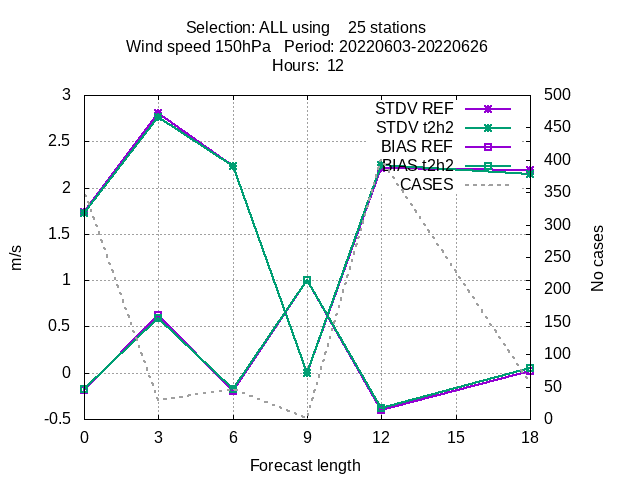 Selection: ALL using    25 stations
Wind speed 150hPa   Period: 20220603-20220626
Hours:  12
3
2.5
2
1.5
1
0.5
0
-0.5
m/s
500
450
400
350
300
250
200
150
100
50
0
No cases
STDV REF
STDV t2h2
BIAS REF
BIAS t2h2
CASES
0 3 6 9 12 15 18
Forecast length